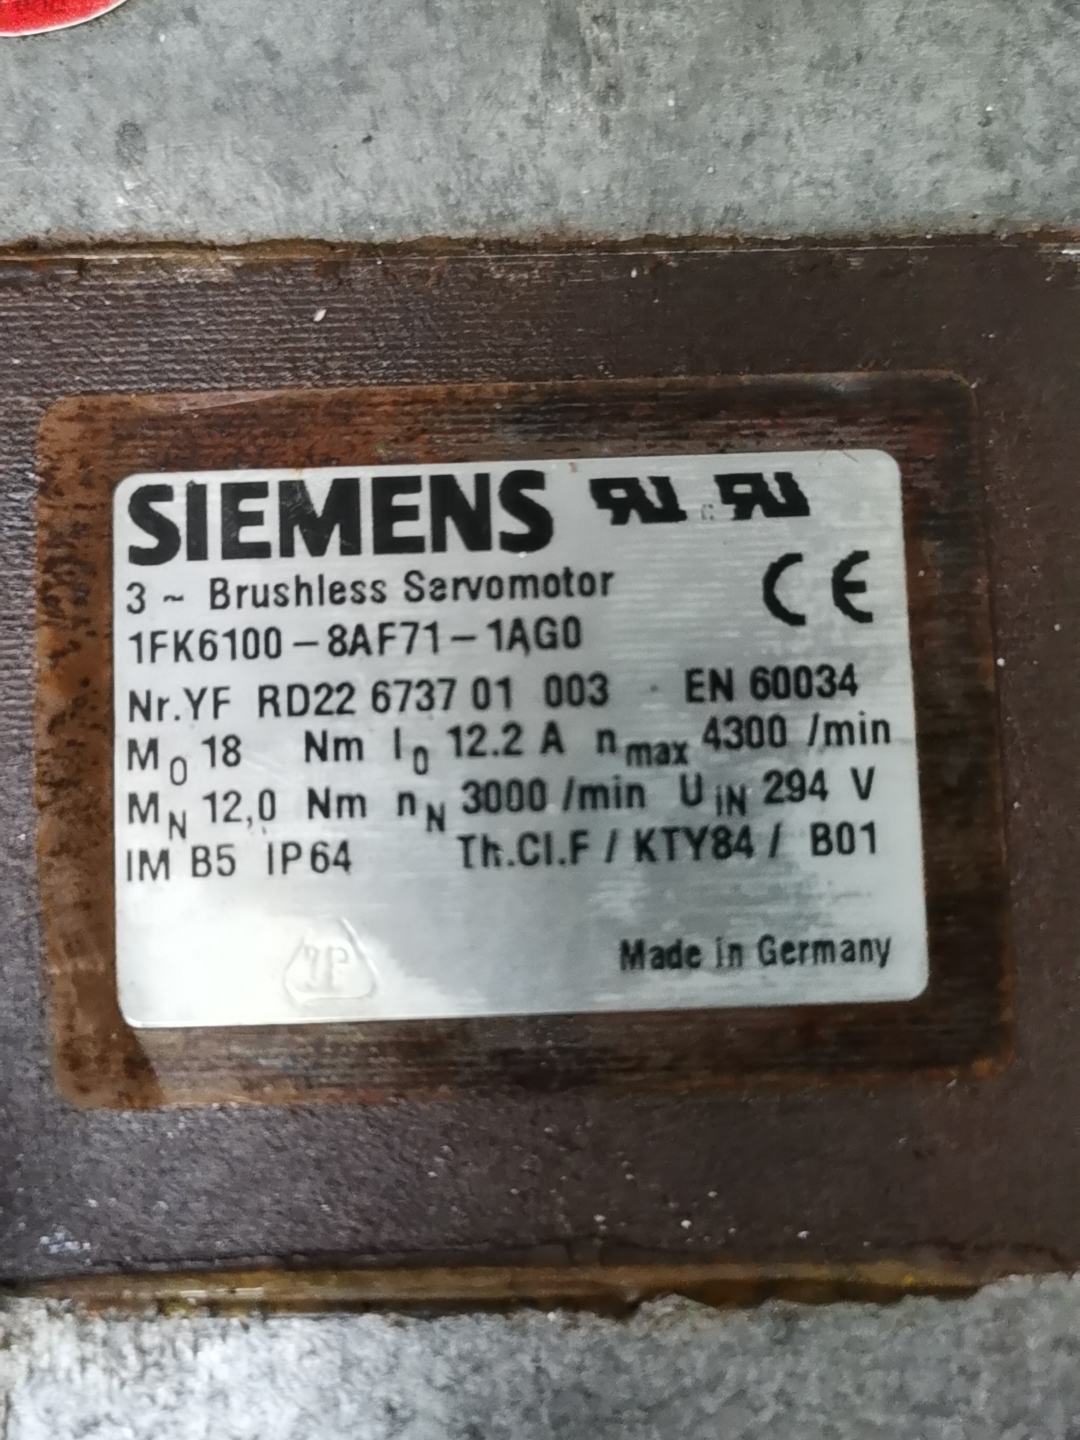 SIEMENS
3 ~ Brushless Servomotor
1FK6100-8AF71-1AG0
Nr.YF RD22 6737 01 003 EN 60034
M0 18 Nm I0 12.2 A nmax 4300 /min
MN 12,0 Nm nN 3000 /min UIN 294 V
IM B5 IP64 Th.Cl.F / KTY84 / B01
Made in Germany